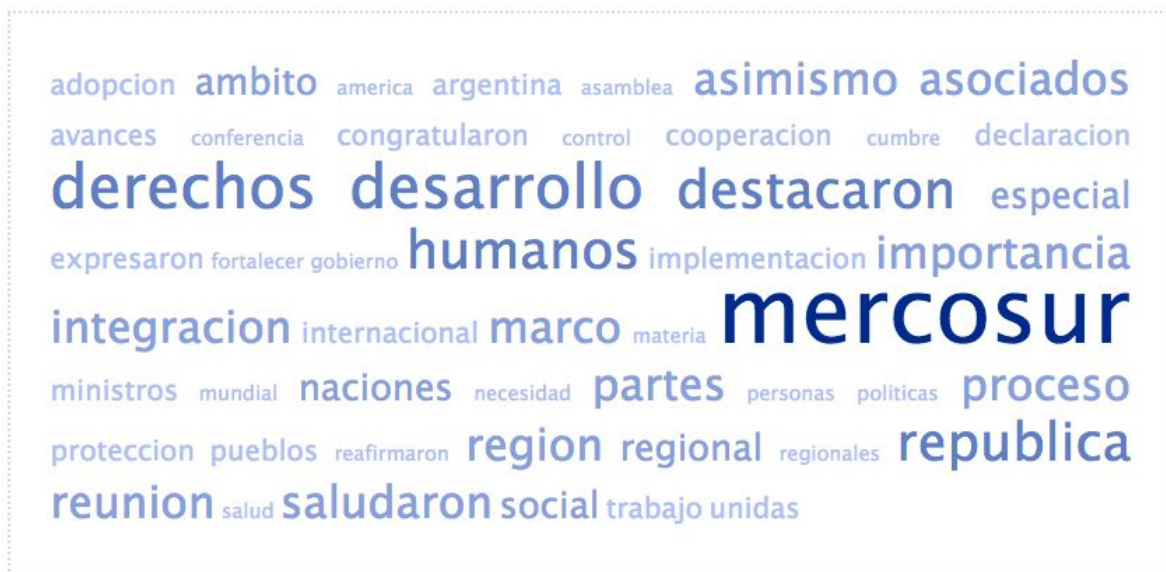 adopcion ambito america argentina asamblea asimismo asociados
avances conferencia congratularon control cooperacion cumbre declaracion
derechos desarrollo destacaron especial
expresaron fortalecer gobierno humanos implementacion importancia
integracion internacional marco materia mercosur
ministros mundial naciones necesidad partes personas politicas proceso
proteccion pueblos reafirmaron region regional regionales republica
reunion salud saludaron social trabajo unidas